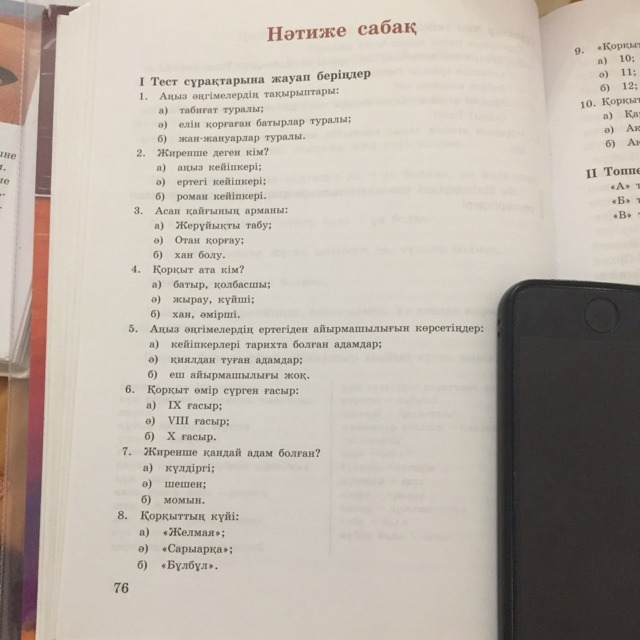 Нәтиже сабақ
I Тест сұрақтарына жауап беріңдер
1. Аңыз әңгімелердің тақырыптары:
а) табиғат туралы;
ә) елін қорғаған батырлар туралы;
б) жан-жануарлар туралы.
2. Жиренше деген кім?
а) аңыз кейіпкері;
ә) ертегі кейіпкері;
б) роман кейіпкері.
3. Асан қайғының арманы:
а) Жерұйықты табу;
ә) Отан қорғау;
б) хан болу.
4. Қорқыт ата кім?
а) батыр, қолбасшы;
ә) жырау, күйші;
б) хан, әмірші.
5. Аңыз әңгімелердің ертегіден айырмашылығын көрсетіңдер:
а) кейіпкерлері тарихта болған адамдар;
ә) қиялдан туған адамдар;
б) еш айырмашылығы жоқ.
6. Қорқыт өмір сүрген ғасыр:
а) IX ғасыр;
ә) VIII ғасыр;
б) X ғасыр.
7. Жиренше қандай адам болған?
а) күлдіргі;
ә) шешен;
б) момын.
8. Қорқыттың күйі:
а) «Желмая»;
ә) «Сарыарқа»;
б) «Бұлбұл».
76
9.
а) 10;
ә) 11;
б) 12;
10.
а)
ә)
б)
II
«А»
«Б»
«В»